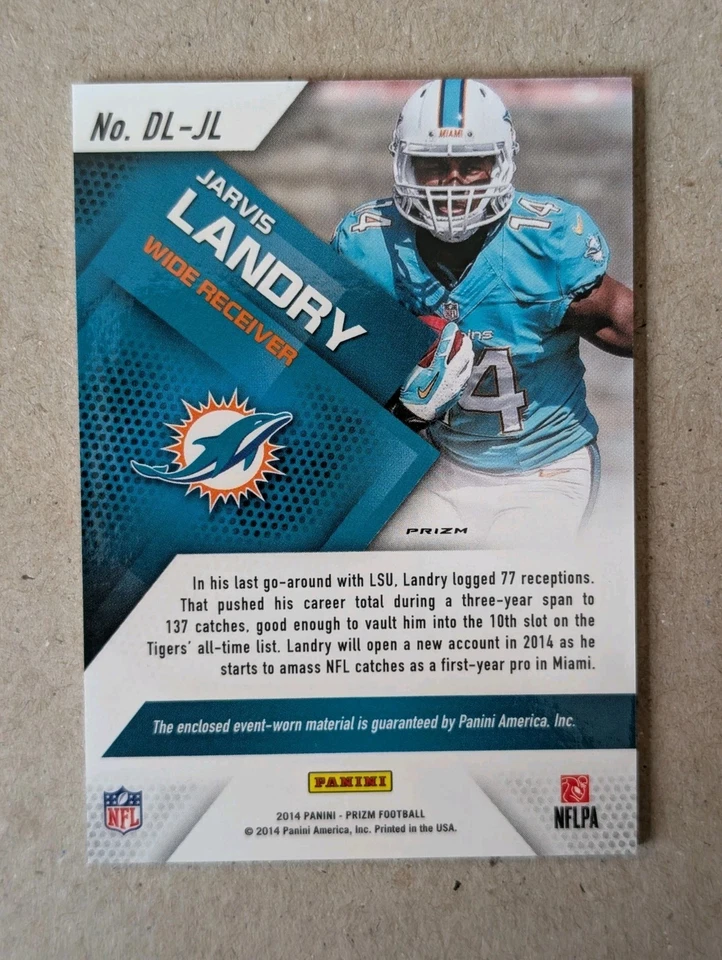 No. DL-JL
JARVIS
LANDRY
WIDE RECEIVER
MIAMI
14
14
14
PRIZM
In his last go-around with LSU, Landry logged 77 receptions.
That pushed his career total during a three-year span to
137 catches, good enough to vault him into the 10th slot on the
Tigers' all-time list. Landry will open a new account in 2014 as he
starts to amass NFL catches as a first-year pro in Miami.
The enclosed event-worn material is guaranteed by Panini America, Inc.
PANINI
NFL
2014 PANINI - PRIZM FOOTBALL
© 2014 Panini America, Inc. Printed in the USA.
NFLPA